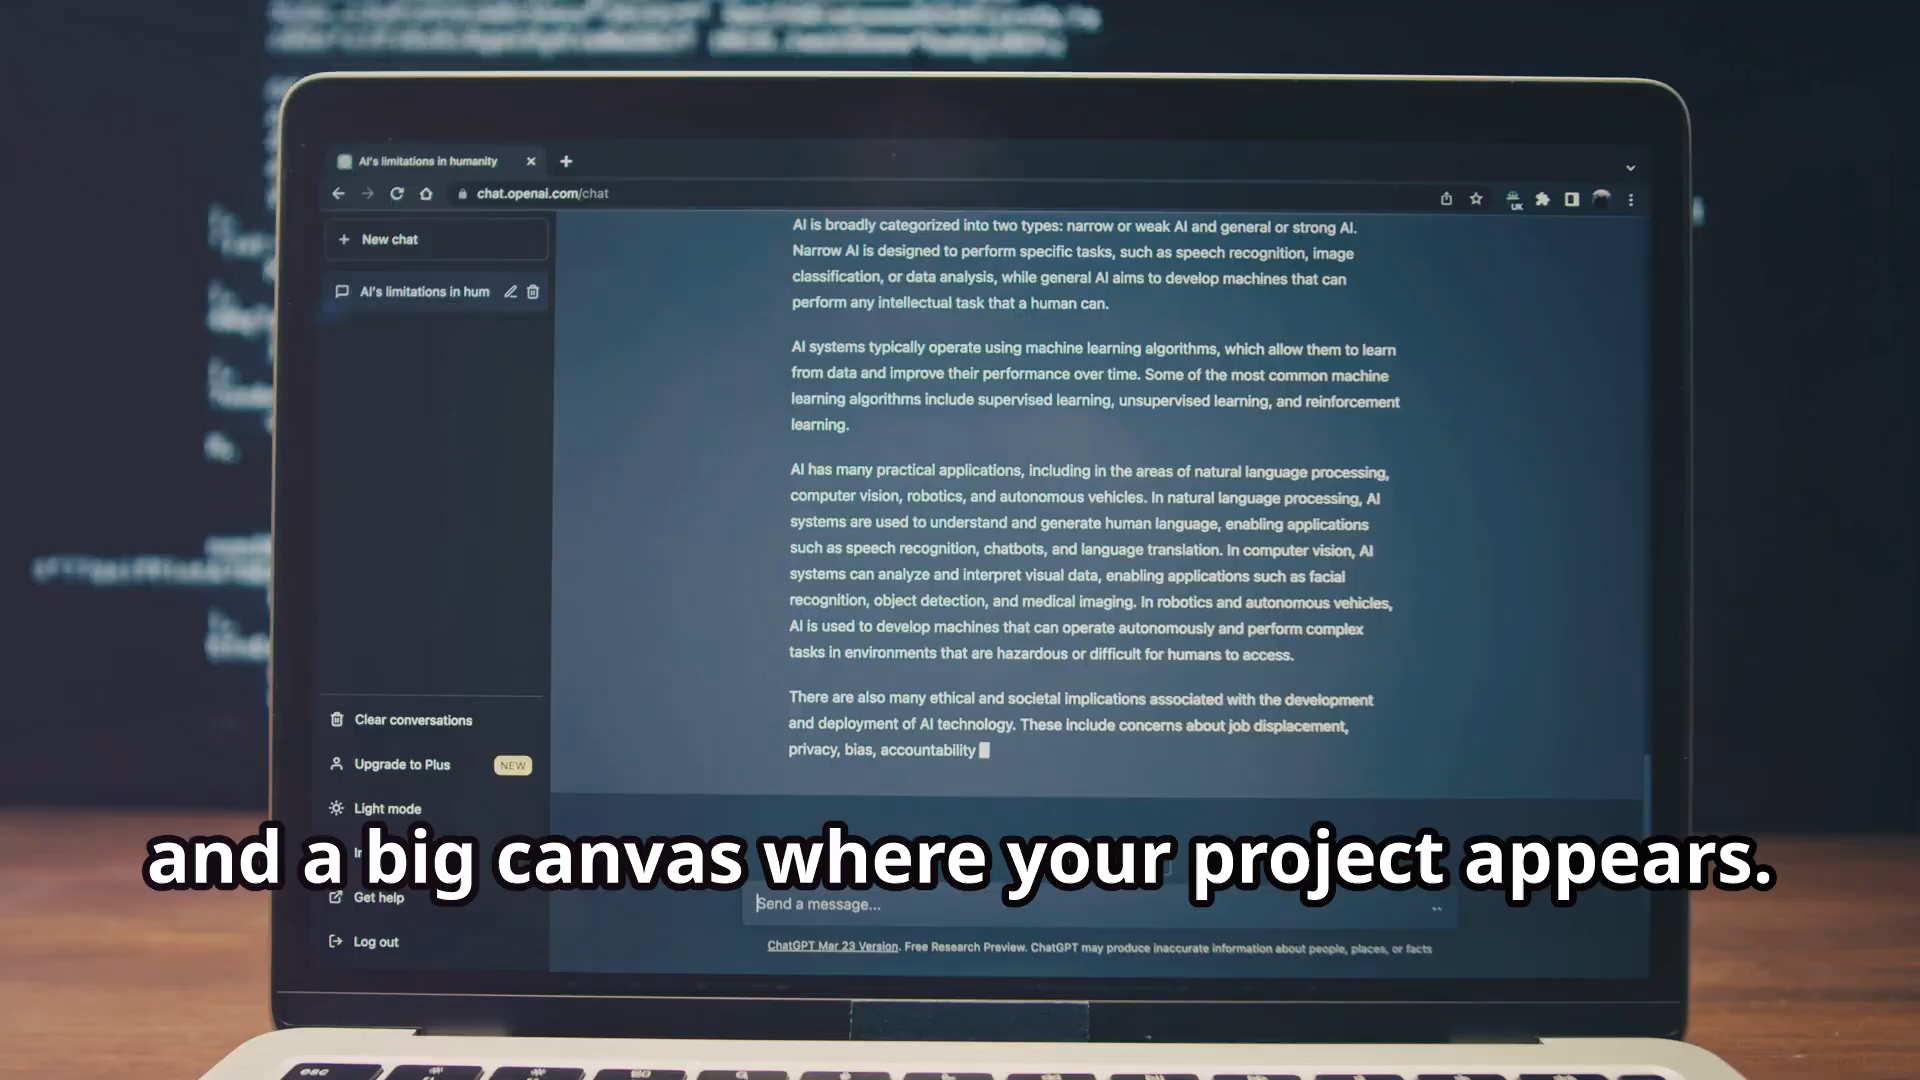 AI's limitations in humanity
chat.openai.com/chat
UK
New chat
AI's limitations in hum
AI is broadly categorized into two types: narrow or weak AI and general or strong AI.
Narrow AI is designed to perform specific tasks, such as speech recognition, image
classification, or data analysis, while general AI aims to develop machines that can
perform any intellectual task that a human can.
AI systems typically operate using machine learning algorithms, which allow them to learn
from data and improve their performance over time. Some of the most common machine
learning algorithms include supervised learning, unsupervised learning, and reinforcement
learning.
AI has many practical applications, including in the areas of natural language processing,
computer vision, robotics, and autonomous vehicles. In natural language processing, AI
systems are used to understand and generate human language, enabling applications
such as speech recognition, chatbots, and language translation. In computer vision, AI
systems can analyze and interpret visual data, enabling applications such as facial
recognition, object detection, and medical imaging. In robotics and autonomous vehicles,
AI is used to develop machines that can operate autonomously and perform complex
tasks in environments that are hazardous or difficult for humans to access.
There are also many ethical and societal implications associated with the development
and deployment of AI technology. These include concerns about job displacement,
privacy, bias, accountability
Clear conversations
Upgrade to Plus NEW
Light mode
Get help
Log out
and a big canvas where your project appears.
Send a message...
ChatGPT Mar 23 Version. Free Research Preview. ChatGPT may produce inaccurate information about people, places, or facts
esc